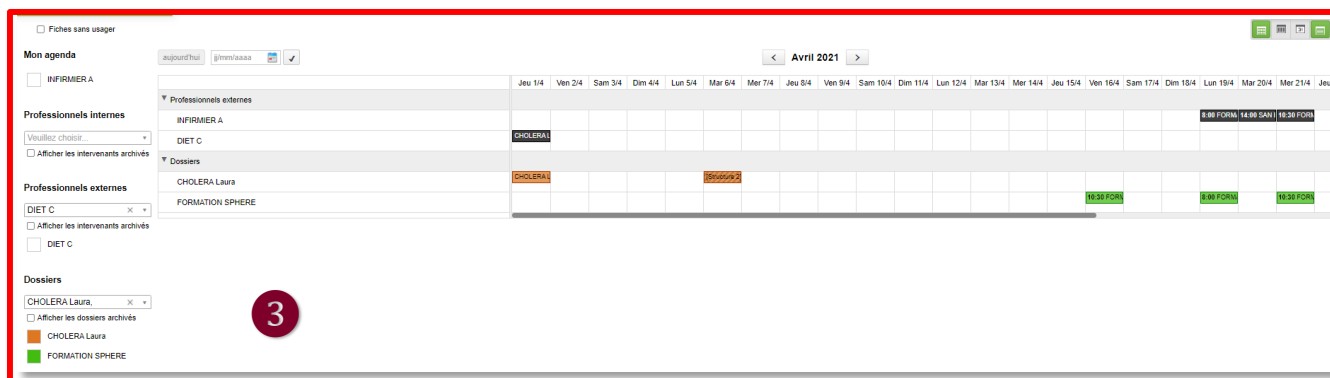 Fiches sans usager
Mon agenda
INFIRMIER A
Professionnels internes
Veuillez choisir...
Afficher les intervenants archivés
Professionnels externes
DIET C
Afficher les intervenants archivés
DIET C
Dossiers
CHOLERA Laura,
Afficher les dossiers archivés
CHOLERA Laura
FORMATION SPHERE
aujourd'hui jj/mm/aaaa
Avril 2021
Jeu 1/4 Ven 2/4 Sam 3/4 Dim 4/4 Lun 5/4 Mar 6/4 Mer 7/4 Jeu 8/4 Ven 9/4 Sam 10/4 Dim 11/4 Lun 12/4 Mar 13/4 Mer 14/4 Jeu 15/4 Ven 16/4 Sam 17/4 Dim 18/4 Lun 19/4 Mar 20/4 Mer 21/4 Jeu
Professionnels externes
INFIRMIER A 8:00 FORM 14:00 SAN 10:30 FORM
DIET C CHOLERA L
Dossiers
CHOLERA Laura CHOLERA L [Structure 2
FORMATION SPHERE 10:30 FORM 8:00 FORM 10:30 FORM
3